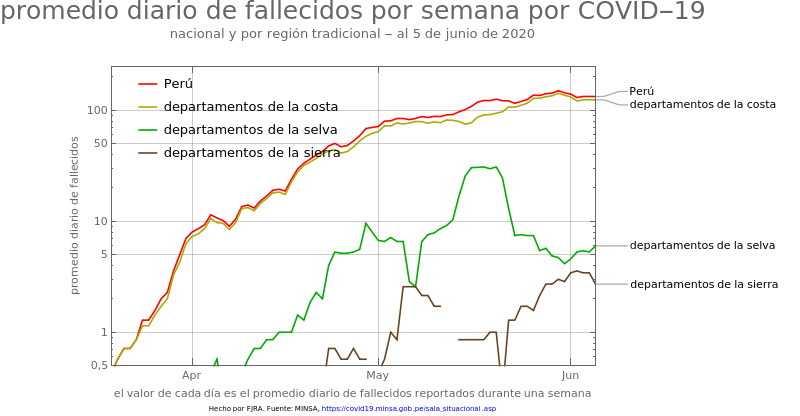 promedio diario de fallecidos por semana por COVID−19
nacional y por región tradicional − al 5 de junio de 2020
Perú
departamentos de la costa
departamentos de la selva
departamentos de la sierra
promedio diario de fallecidos
100
50
10
5
1
0,5
Apr
May
Jun
Perú
departamentos de la costa
departamentos de la selva
departamentos de la sierra
el valor de cada día es el promedio diario de fallecidos reportados durante una semana
Hecho por FJRA. Fuente: MINSA, https://covid19.minsa.gob.pe/sala_situacional.asp